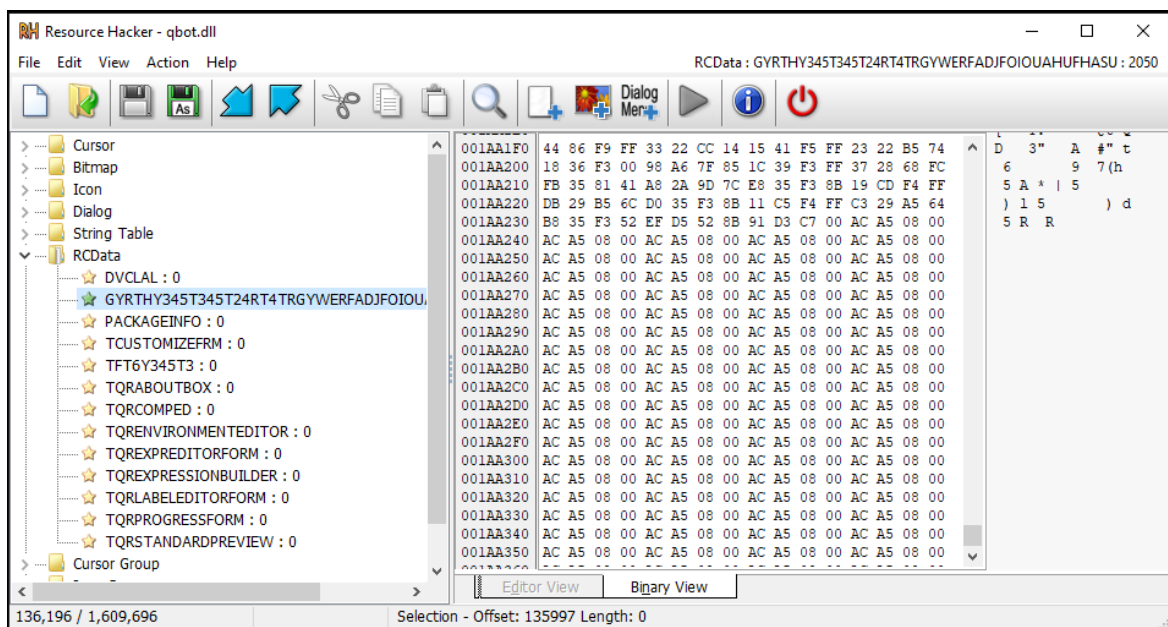 Resource Hacker - qbot.dll
File Edit View Action Help
RCData : GYRTHY345T345T24RT4TRGYWERFADJFOIOUAHUFHASU : 2050
As
Dialog
Men
Cursor
Bitmap
Icon
Dialog
String Table
RCData
DVCLAL : 0
GYRTHY345T345T24RT4TRGYWERFADJFOIOU
PACKAGEINFO : 0
TCUSTOMIZEFRM : 0
TFT6Y345T3 : 0
TQRABOUTBOX : 0
TQRCOMPED : 0
TQRENVIRONMENTEDITOR : 0
TQREXPREDITORFORM : 0
TQREXPRESSIONBUILDER : 0
TQRLABELEDITORFORM : 0
TQRPROGRESSFORM : 0
TQRSTANDARDPREVIEW : 0
Cursor Group
001AA1F0 44 86 F9 FF 33 22 CC 14 15 41 F5 FF 23 22 B5 74 D 3" A #" t
001AA200 18 36 F3 00 98 A6 7F 85 1C 39 F3 FF 37 28 68 FC 6 9 7(h
001AA210 FB 35 81 41 A8 2A 9D 7C E8 35 F3 8B 19 CD F4 FF 5 A * | 5
001AA220 DB 29 B5 6C D0 35 F3 8B 11 C5 F4 FF C3 29 A5 64 ) l 5 ) d
001AA230 B8 35 F3 52 EF D5 52 8B 91 D3 C7 00 AC A5 08 00 5 R R
001AA240 AC A5 08 00 AC A5 08 00 AC A5 08 00 AC A5 08 00
001AA250 AC A5 08 00 AC A5 08 00 AC A5 08 00 AC A5 08 00
001AA260 AC A5 08 00 AC A5 08 00 AC A5 08 00 AC A5 08 00
001AA270 AC A5 08 00 AC A5 08 00 AC A5 08 00 AC A5 08 00
001AA280 AC A5 08 00 AC A5 08 00 AC A5 08 00 AC A5 08 00
001AA290 AC A5 08 00 AC A5 08 00 AC A5 08 00 AC A5 08 00
001AA2A0 AC A5 08 00 AC A5 08 00 AC A5 08 00 AC A5 08 00
001AA2B0 AC A5 08 00 AC A5 08 00 AC A5 08 00 AC A5 08 00
001AA2C0 AC A5 08 00 AC A5 08 00 AC A5 08 00 AC A5 08 00
001AA2D0 AC A5 08 00 AC A5 08 00 AC A5 08 00 AC A5 08 00
001AA2E0 AC A5 08 00 AC A5 08 00 AC A5 08 00 AC A5 08 00
001AA2F0 AC A5 08 00 AC A5 08 00 AC A5 08 00 AC A5 08 00
001AA300 AC A5 08 00 AC A5 08 00 AC A5 08 00 AC A5 08 00
001AA310 AC A5 08 00 AC A5 08 00 AC A5 08 00 AC A5 08 00
001AA320 AC A5 08 00 AC A5 08 00 AC A5 08 00 AC A5 08 00
001AA330 AC A5 08 00 AC A5 08 00 AC A5 08 00 AC A5 08 00
001AA340 AC A5 08 00 AC A5 08 00 AC A5 08 00 AC A5 08 00
001AA350 AC A5 08 00 AC A5 08 00 AC A5 08 00 AC A5 08 00
Editor View Binary View
136,196 / 1,609,696 Selection - Offset: 135997 Length: 0